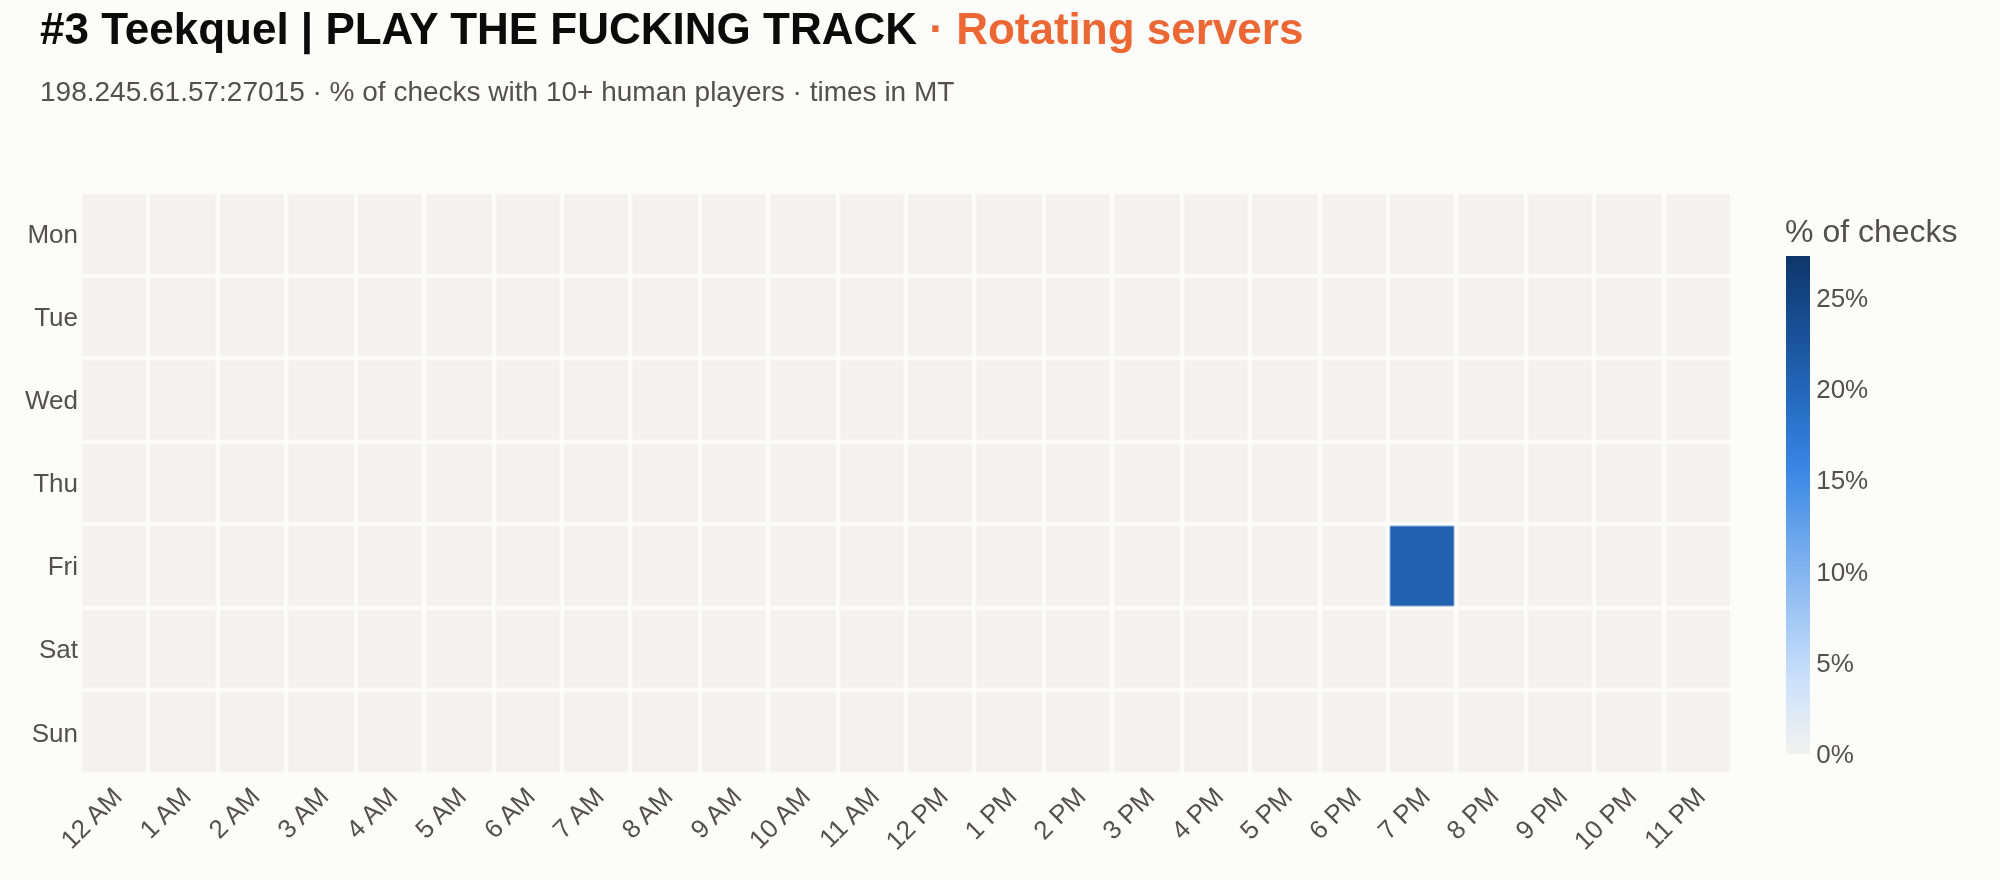 #3 Teekquel | PLAY THE FUCKING TRACK · Rotating servers
198.245.61.57:27015 · % of checks with 10+ human players · times in MT
% of checks
25%
20%
15%
10%
5%
0%
Mon
Tue
Wed
Thu
Fri
Sat
Sun
12 AM
1 AM
2 AM
3 AM
4 AM
5 AM
6 AM
7 AM
8 AM
9 AM
10 AM
11 AM
12 PM
1 PM
2 PM
3 PM
4 PM
5 PM
6 PM
7 PM
8 PM
9 PM
10 PM
11 PM